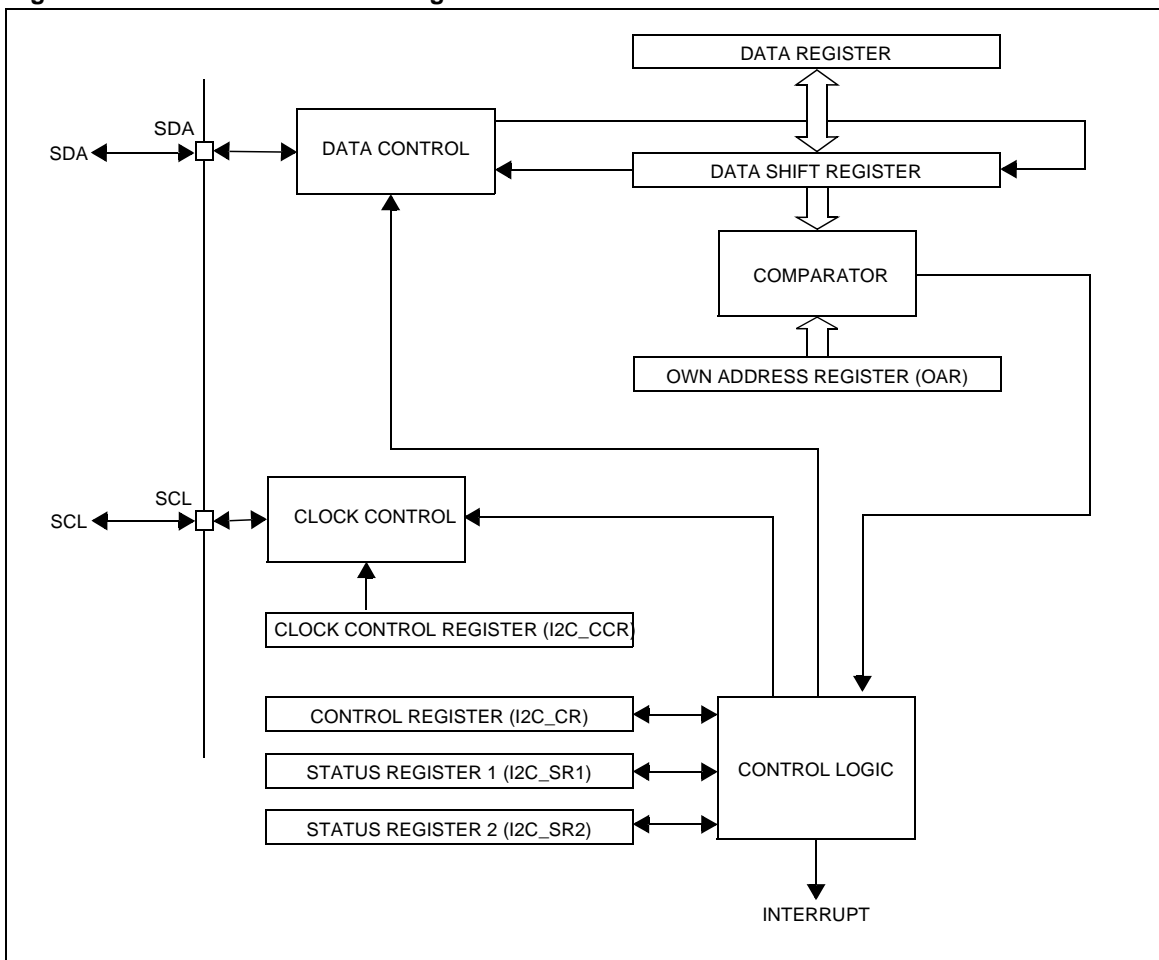 DATA REGISTER
SDA
SDA
DATA CONTROL
DATA SHIFT REGISTER
COMPARATOR
OWN ADDRESS REGISTER (OAR)
SCL
SCL
CLOCK CONTROL
CLOCK CONTROL REGISTER (I2C_CCR)
CONTROL REGISTER (I2C_CR)
STATUS REGISTER 1 (I2C_SR1)
CONTROL LOGIC
STATUS REGISTER 2 (I2C_SR2)
INTERRUPT